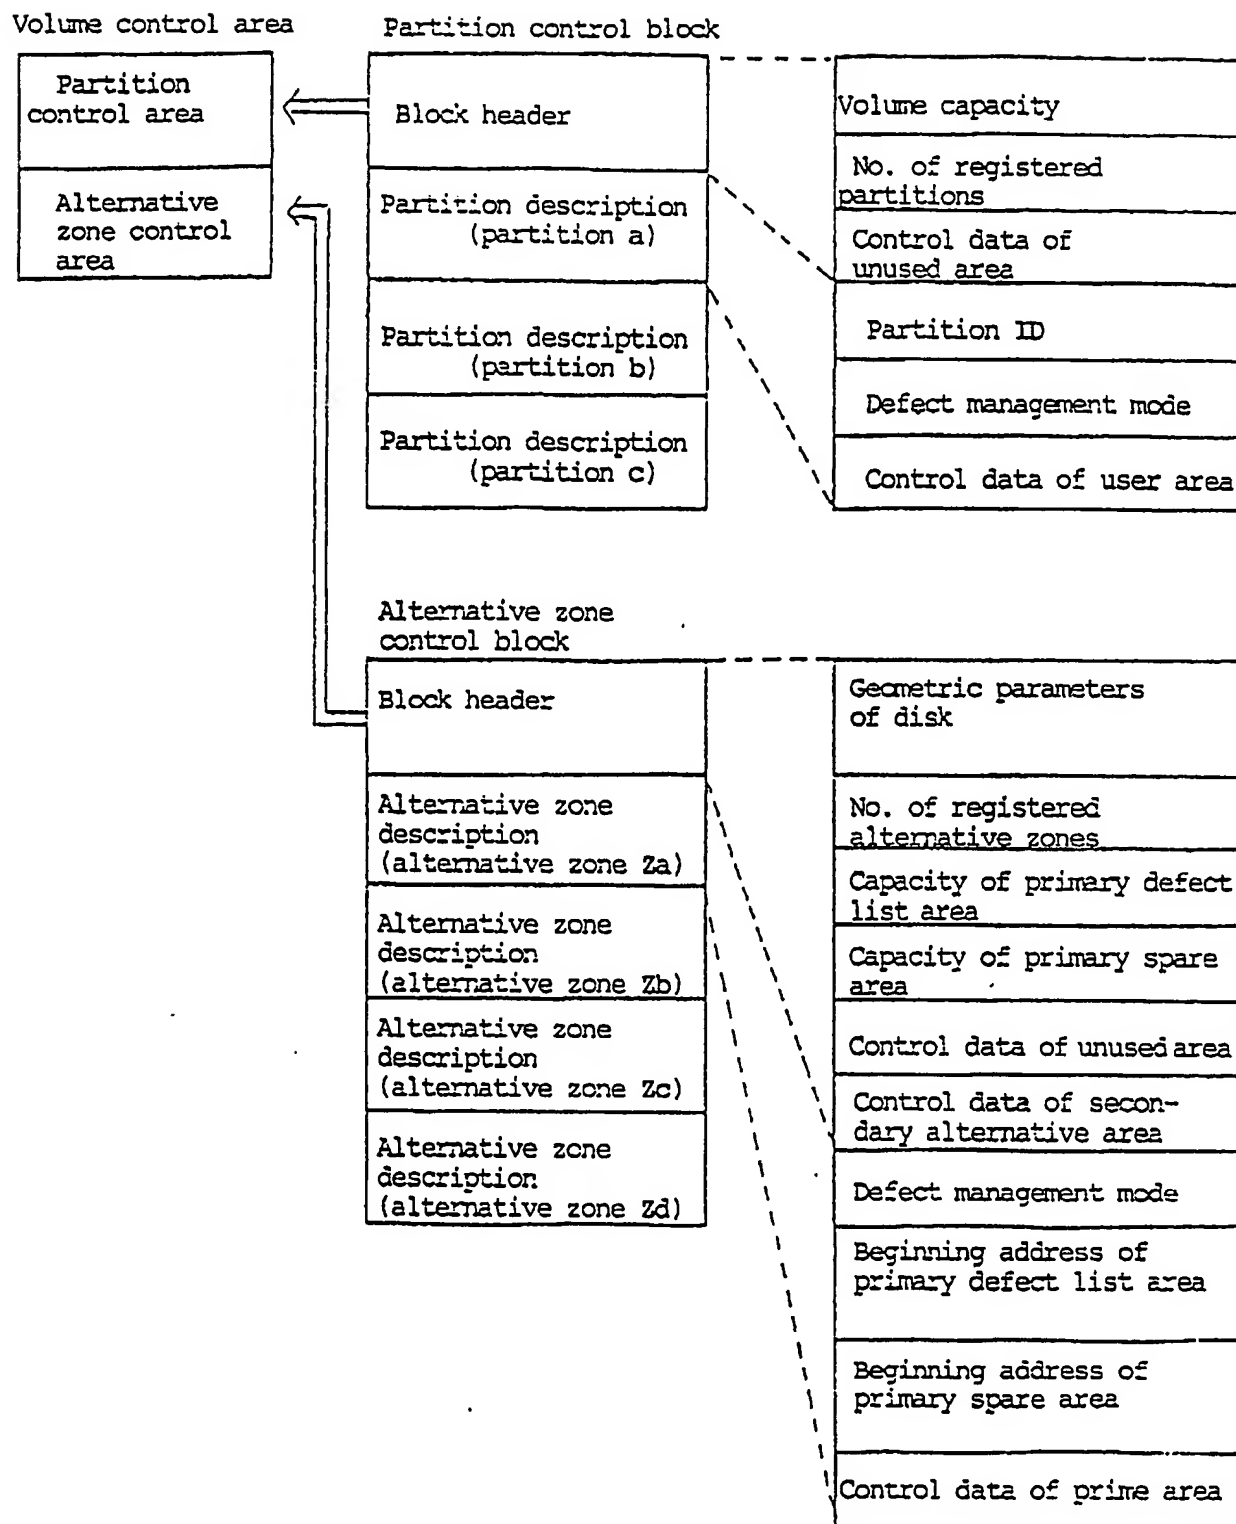 Volume control area
Partition
control area
Alternative
zone control
area
Partition control block
Block header
Partition description
(partition a)
Partition description
(partition b)
Partition description
(partition c)
Volume capacity
No. of registered
partitions
Control data of
unused area
Partition ID
Defect management mode
Control data of user area
Alternative zone
control block
Block header
Alternative zone
description
(alternative zone Za)
Alternative zone
description
(alternative zone Zb)
Alternative zone
description
(alternative zone Zc)
Alternative zone
description
(alternative zone Zd)
Geometric parameters
of disk
No. of registered
alternative zones
Capacity of primary defect
list area
Capacity of primary spare
area
Control data of unused area
Control data of secon-
dary alternative area
Defect management mode
Beginning address of
primary defect list area
Beginning address of
primary spare area
Control data of prime area